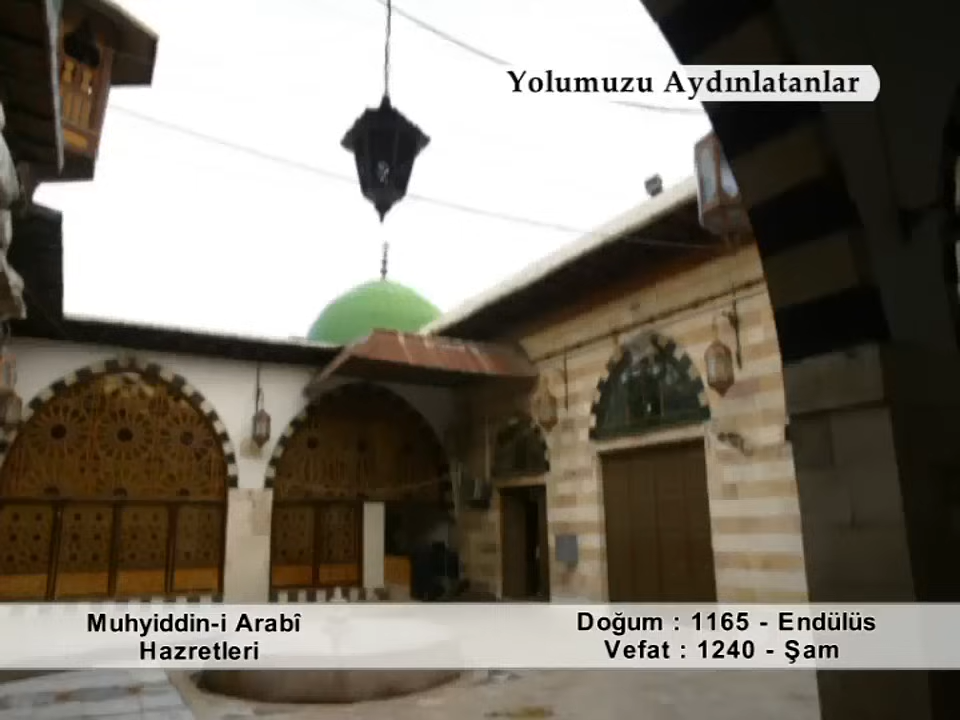 Yolumuzu Aydınlatanlar
Muhyiddin-i Arabî
Hazretleri
Doğum : 1165 - Endülüs
Vefat : 1240 - Şam